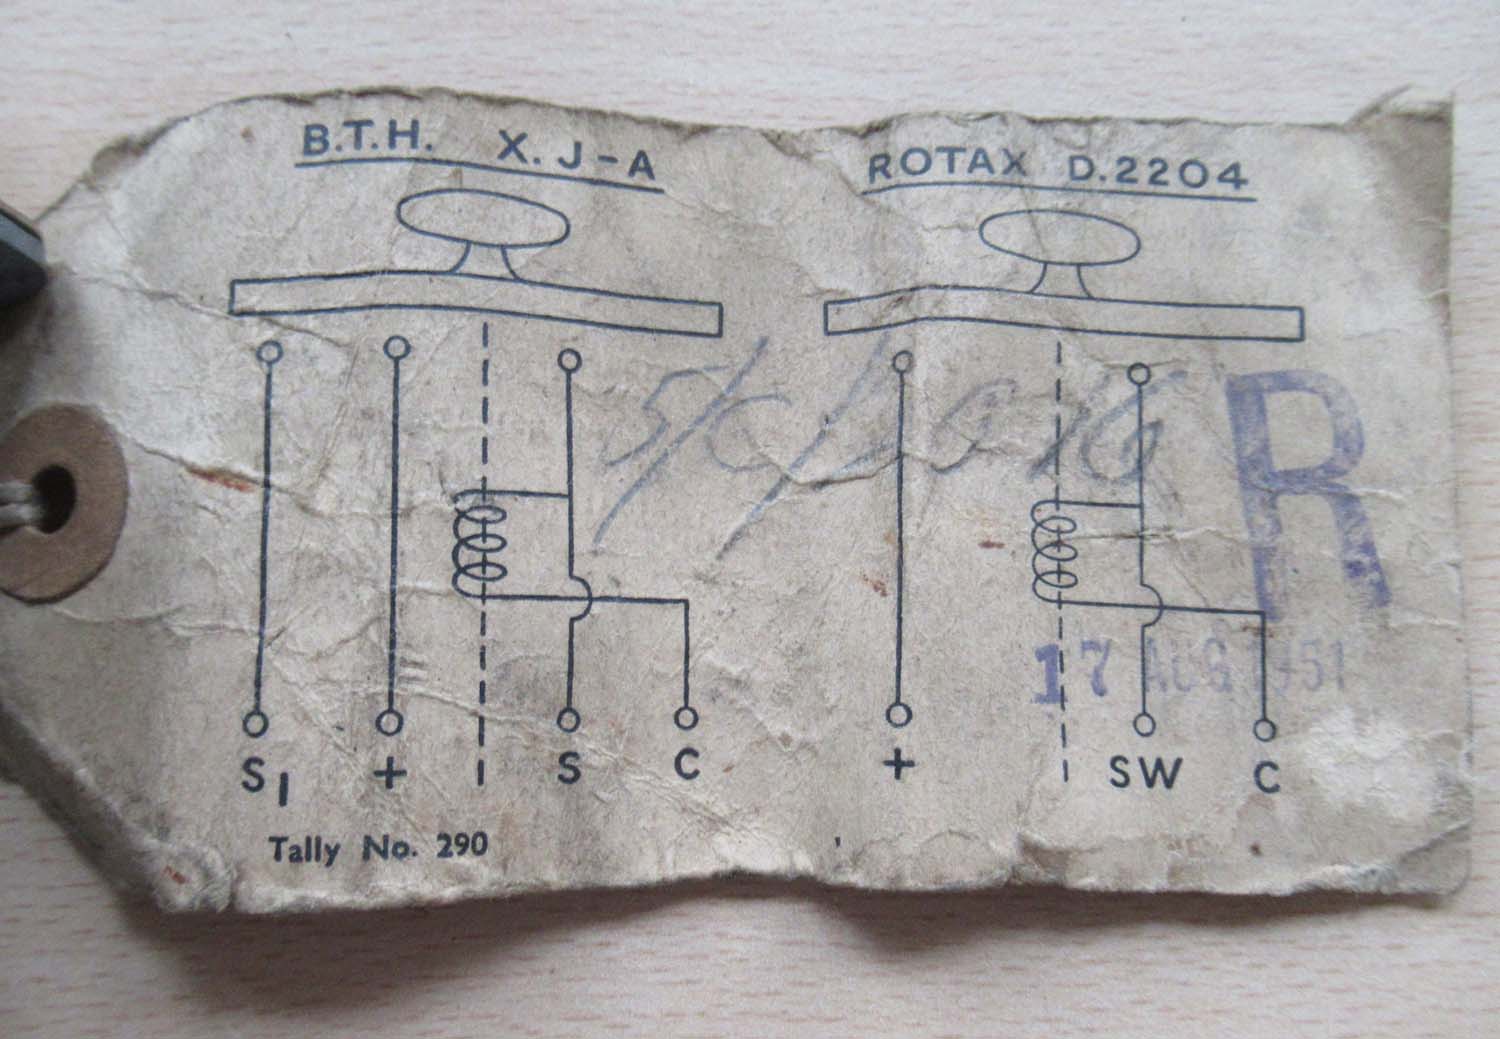 B.T.H. X.J-A
S1 + S C
Tally No. 290
ROTAX D.2204
R
17 AUG 1951
+ SW C